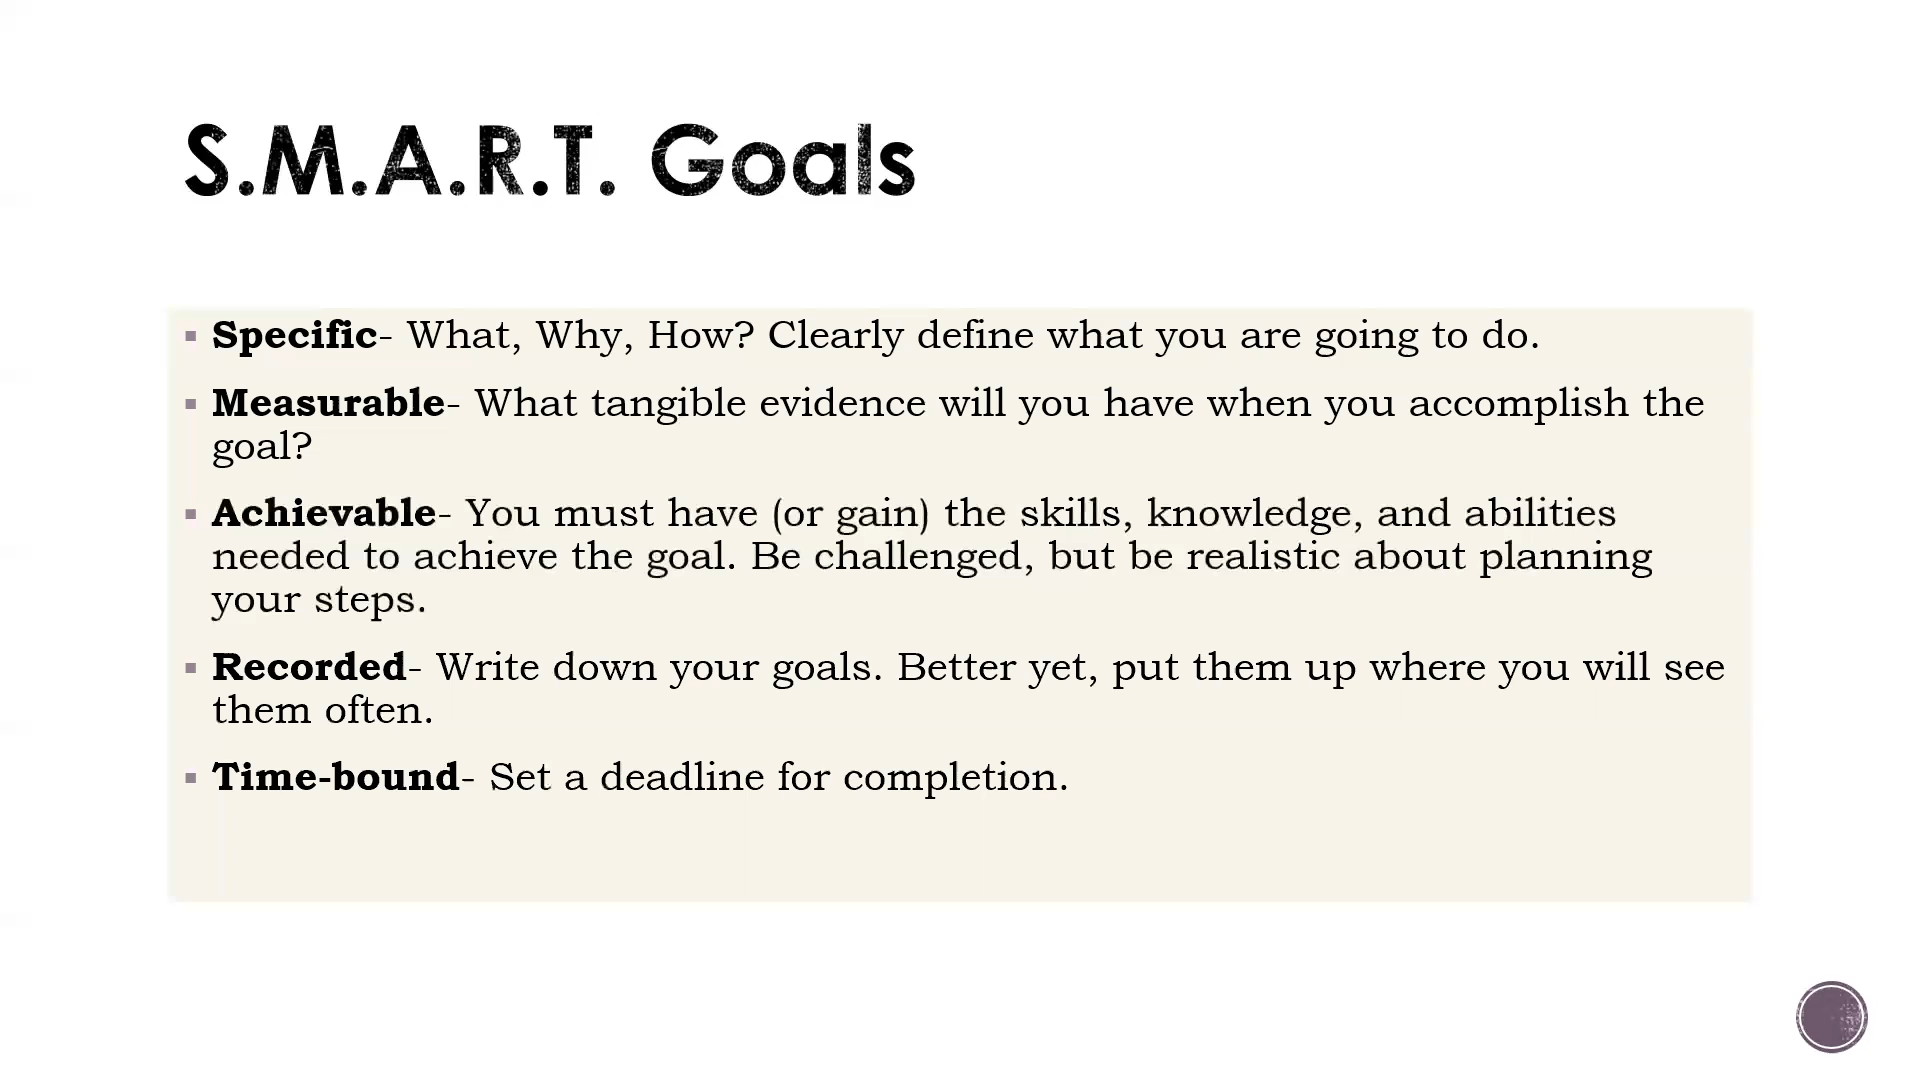 S.M.A.R.T. Goals
▪ Specific- What, Why, How? Clearly define what you are going to do.
▪ Measurable- What tangible evidence will you have when you accomplish the
goal?
▪ Achievable- You must have (or gain) the skills, knowledge, and abilities
needed to achieve the goal. Be challenged, but be realistic about planning
your steps.
▪ Recorded- Write down your goals. Better yet, put them up where you will see
them often.
▪ Time-bound- Set a deadline for completion.